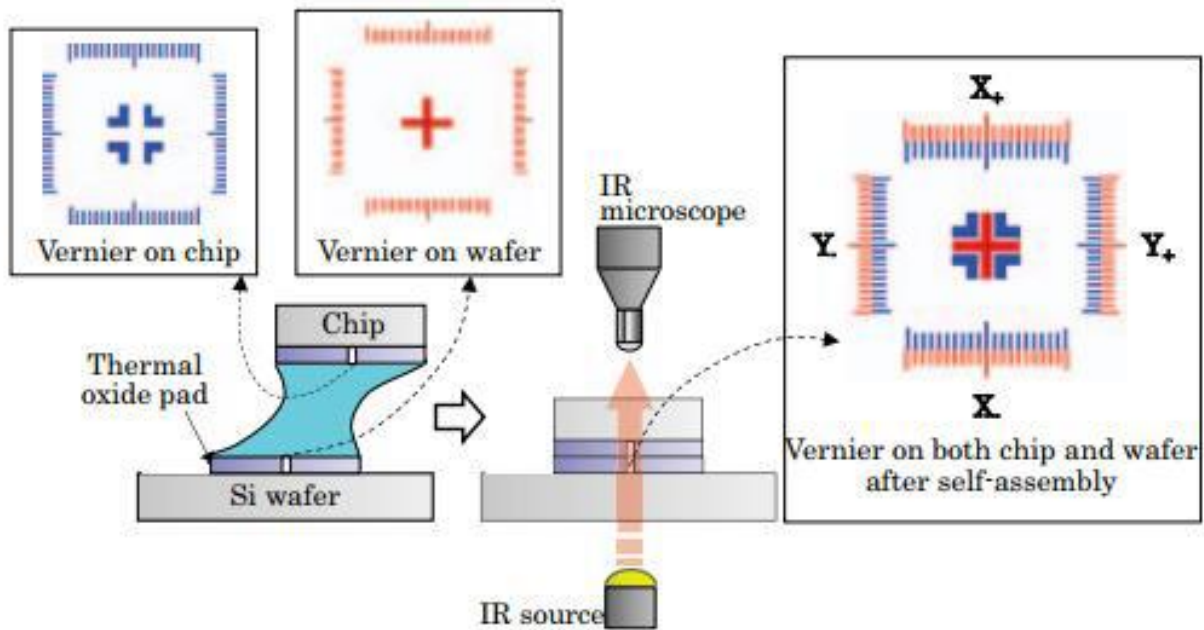 Vernier on chip
Vernier on wafer
Chip
Thermal
oxide pad
Si wafer
IR
microscope
IR source
X+
Y-
Y+
X-
Vernier on both chip and wafer
after self-assembly